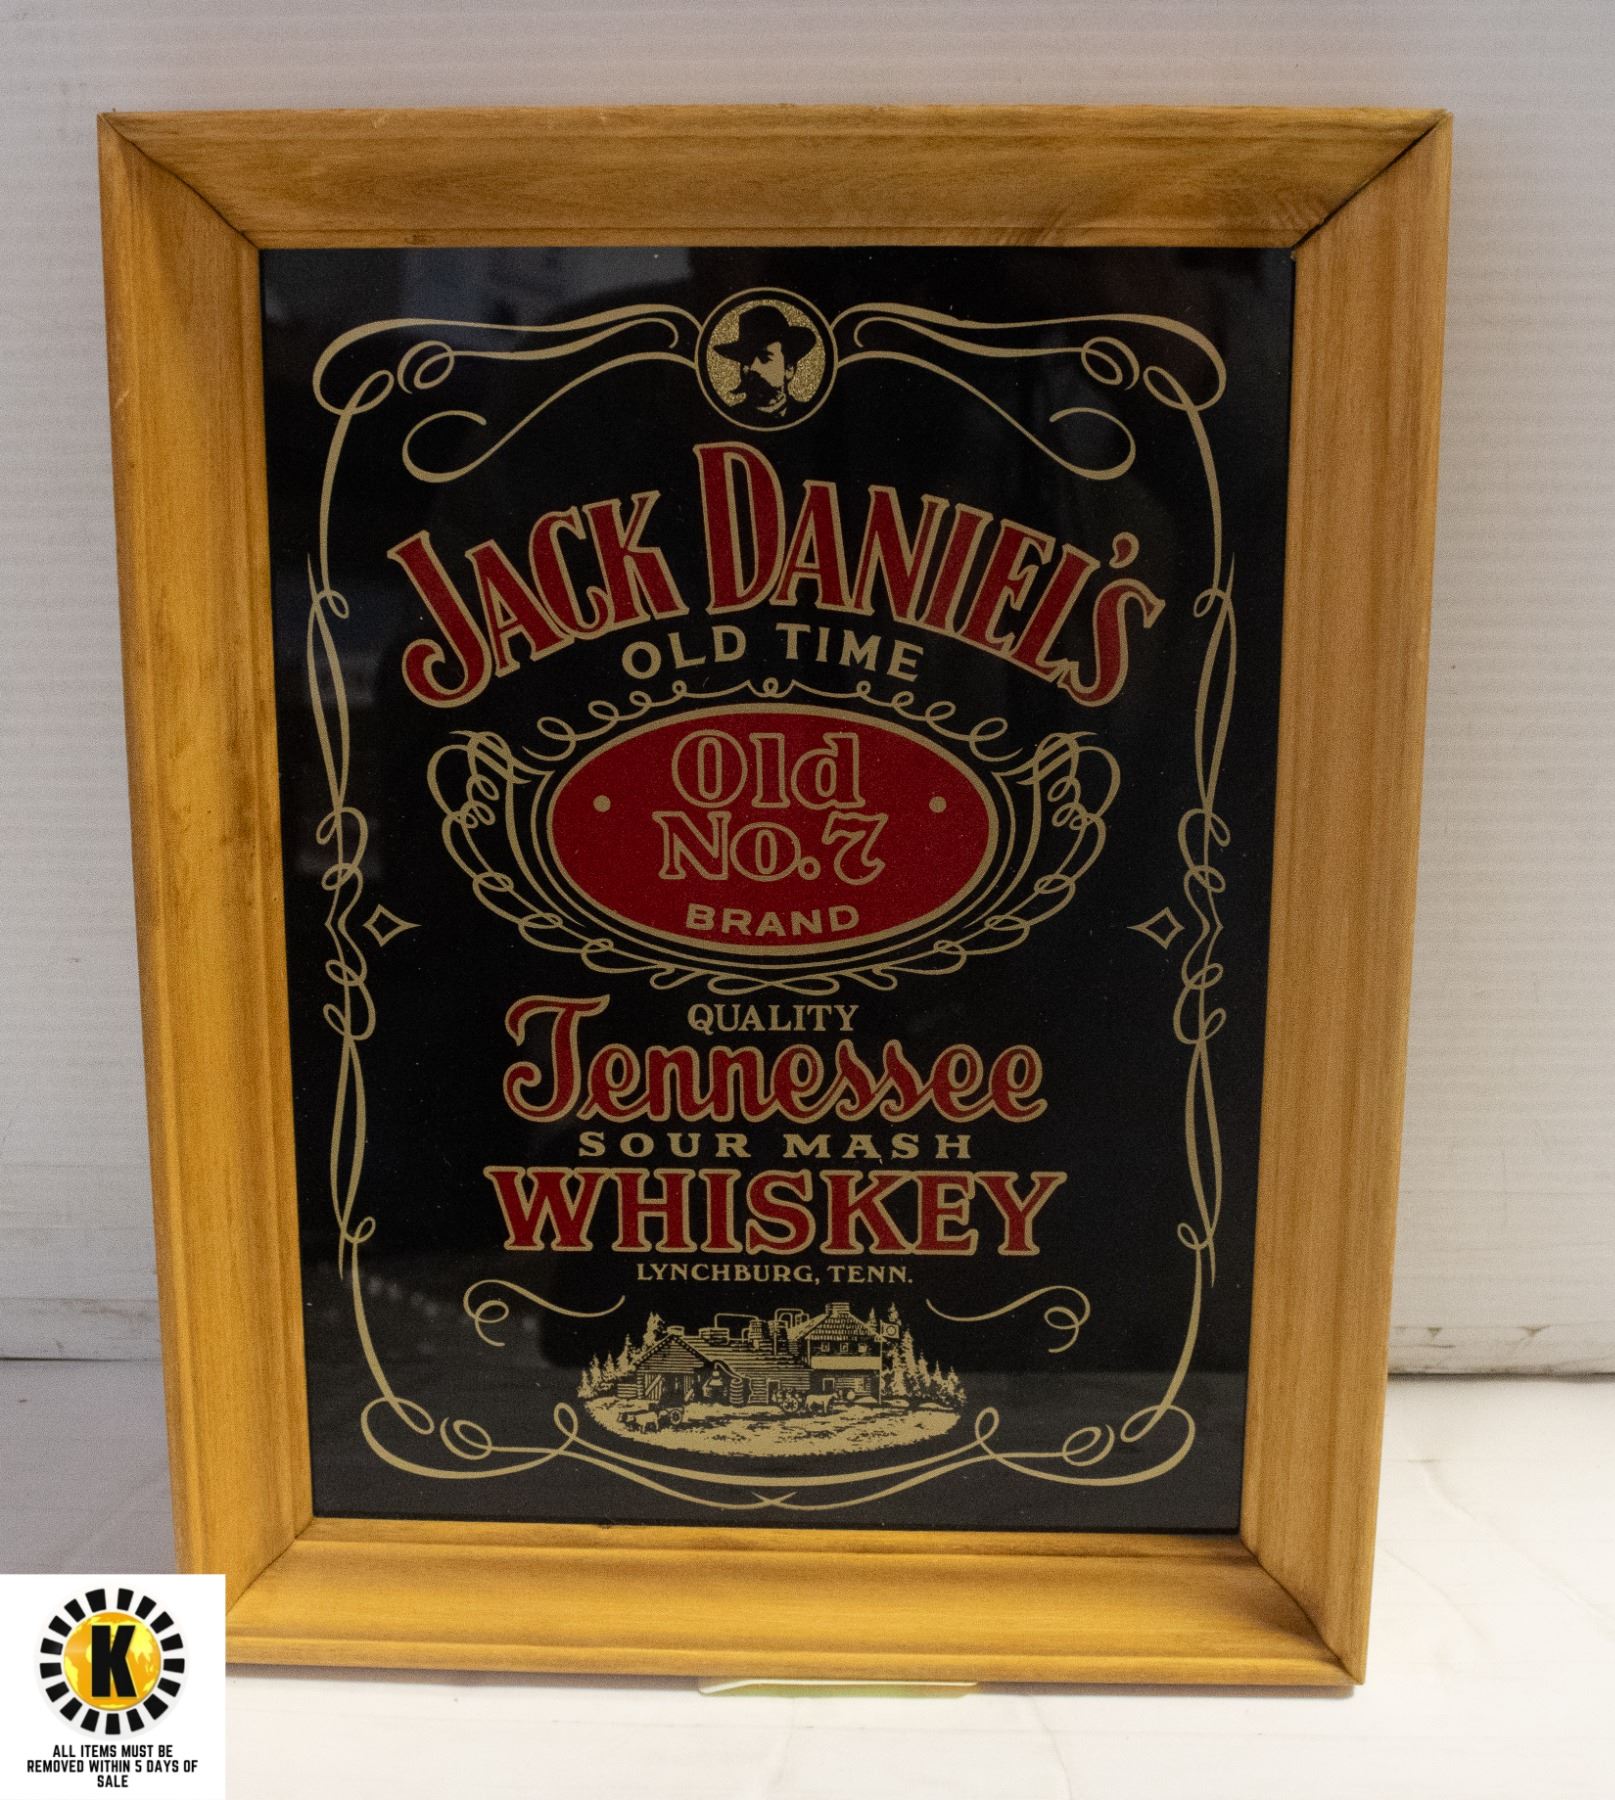 JACK DANIEL'S
OLD TIME
Old
No.7
BRAND
QUALITY
Tennessee
SOUR MASH
WHISKEY
LYNCHBURG, TENN.
K
ALL ITEMS MUST BE
REMOVED WITHIN 5 DAYS OF
SALE